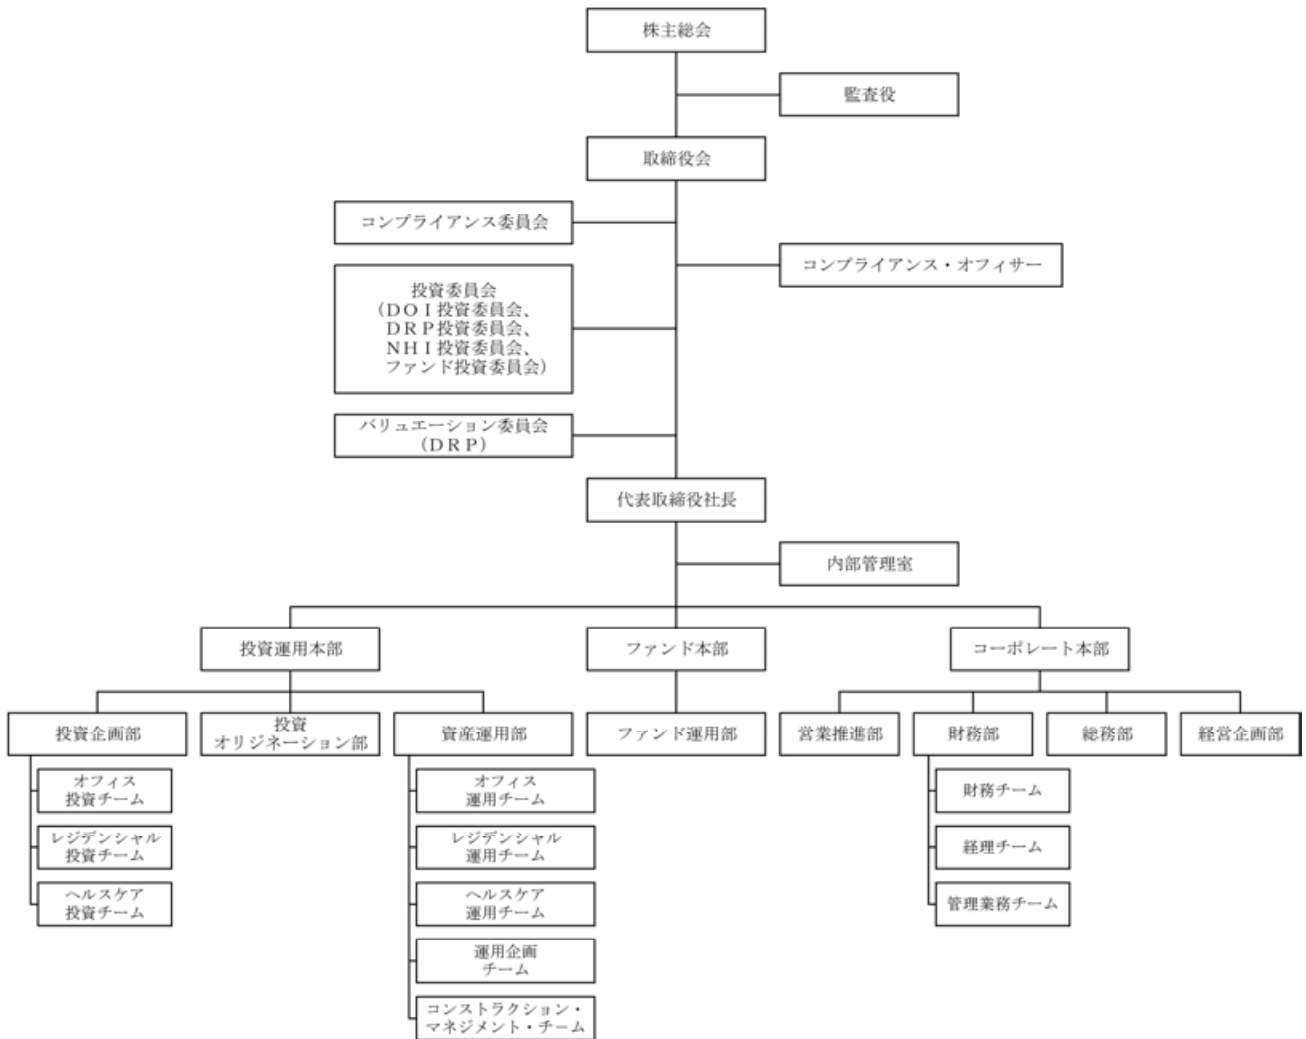 株主総会
監査役
取締役会
コンプライアンス委員会
コンプライアンス・オフィサー
投資委員会
(ＤＯＩ投資委員会、
ＤＲＰ投資委員会、
ＮＨＩ投資委員会、
ファンド投資委員会)
バリュエーション委員会
(ＤＲＰ)
代表取締役社長
内部管理室
投資運用本部
ファンド本部
コーポレート本部
投資企画部
投資
オリジネーション部
資産運用部
ファンド運用部
営業推進部
財務部
総務部
経営企画部
オフィス
投資チーム
レジデンシャル
投資チーム
ヘルスケア
投資チーム
オフィス
運用チーム
レジデンシャル
運用チーム
ヘルスケア
運用チーム
運用企画
チーム
コンストラクション・
マネジメント・チーム
財務チーム
経理チーム
管理業務チーム